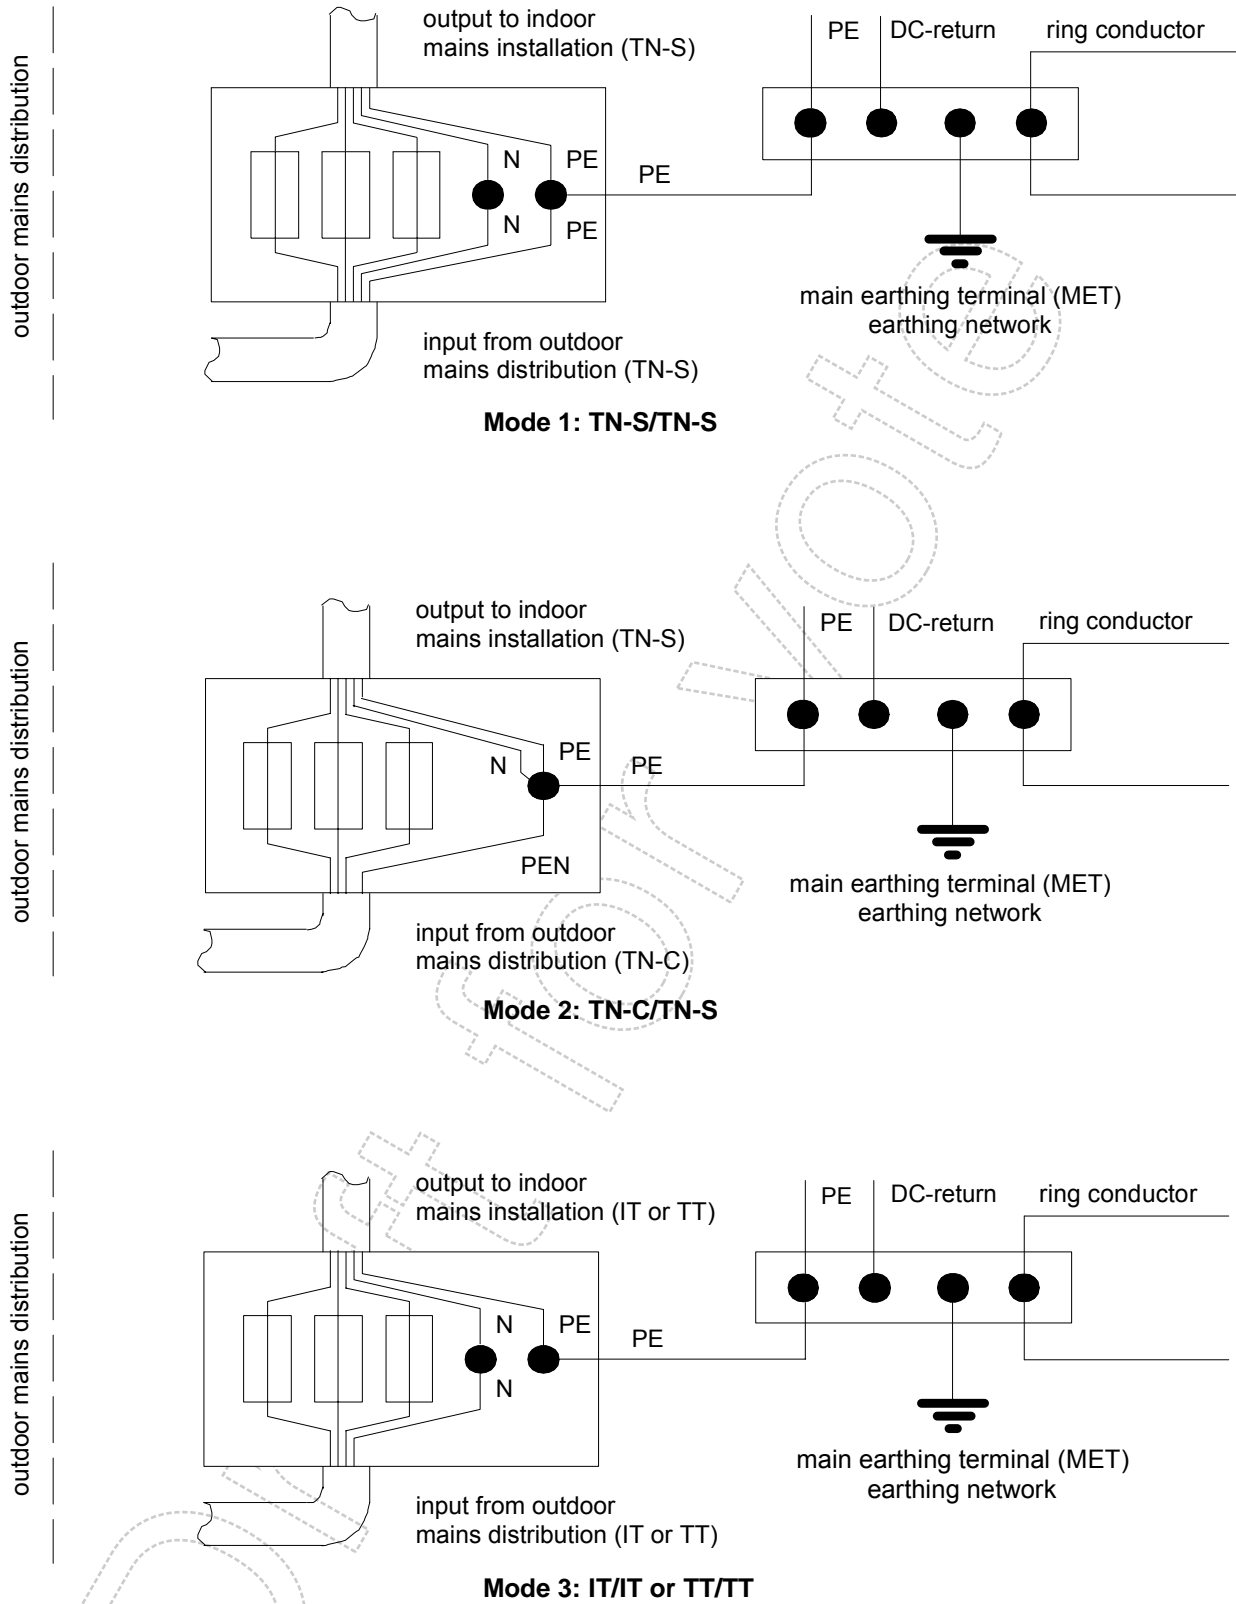 outdoor mains distribution
output to indoor
mains installation (TN-S)
PE
DC-return
ring conductor
N
PE
PE
N
PE
main earthing terminal (MET)
earthing network
input from outdoor
mains distribution (TN-S)
Mode 1: TN-S/TN-S
outdoor mains distribution
output to indoor
mains installation (TN-S)
PE
DC-return
ring conductor
N
PE
PE
PEN
main earthing terminal (MET)
earthing network
input from outdoor
mains distribution (TN-C)
Mode 2: TN-C/TN-S
outdoor mains distribution
output to indoor
mains installation (IT or TT)
PE
DC-return
ring conductor
N
PE
PE
N
main earthing terminal (MET)
earthing network
input from outdoor
mains distribution (IT or TT)
Mode 3: IT/IT or TT/TT
for vote